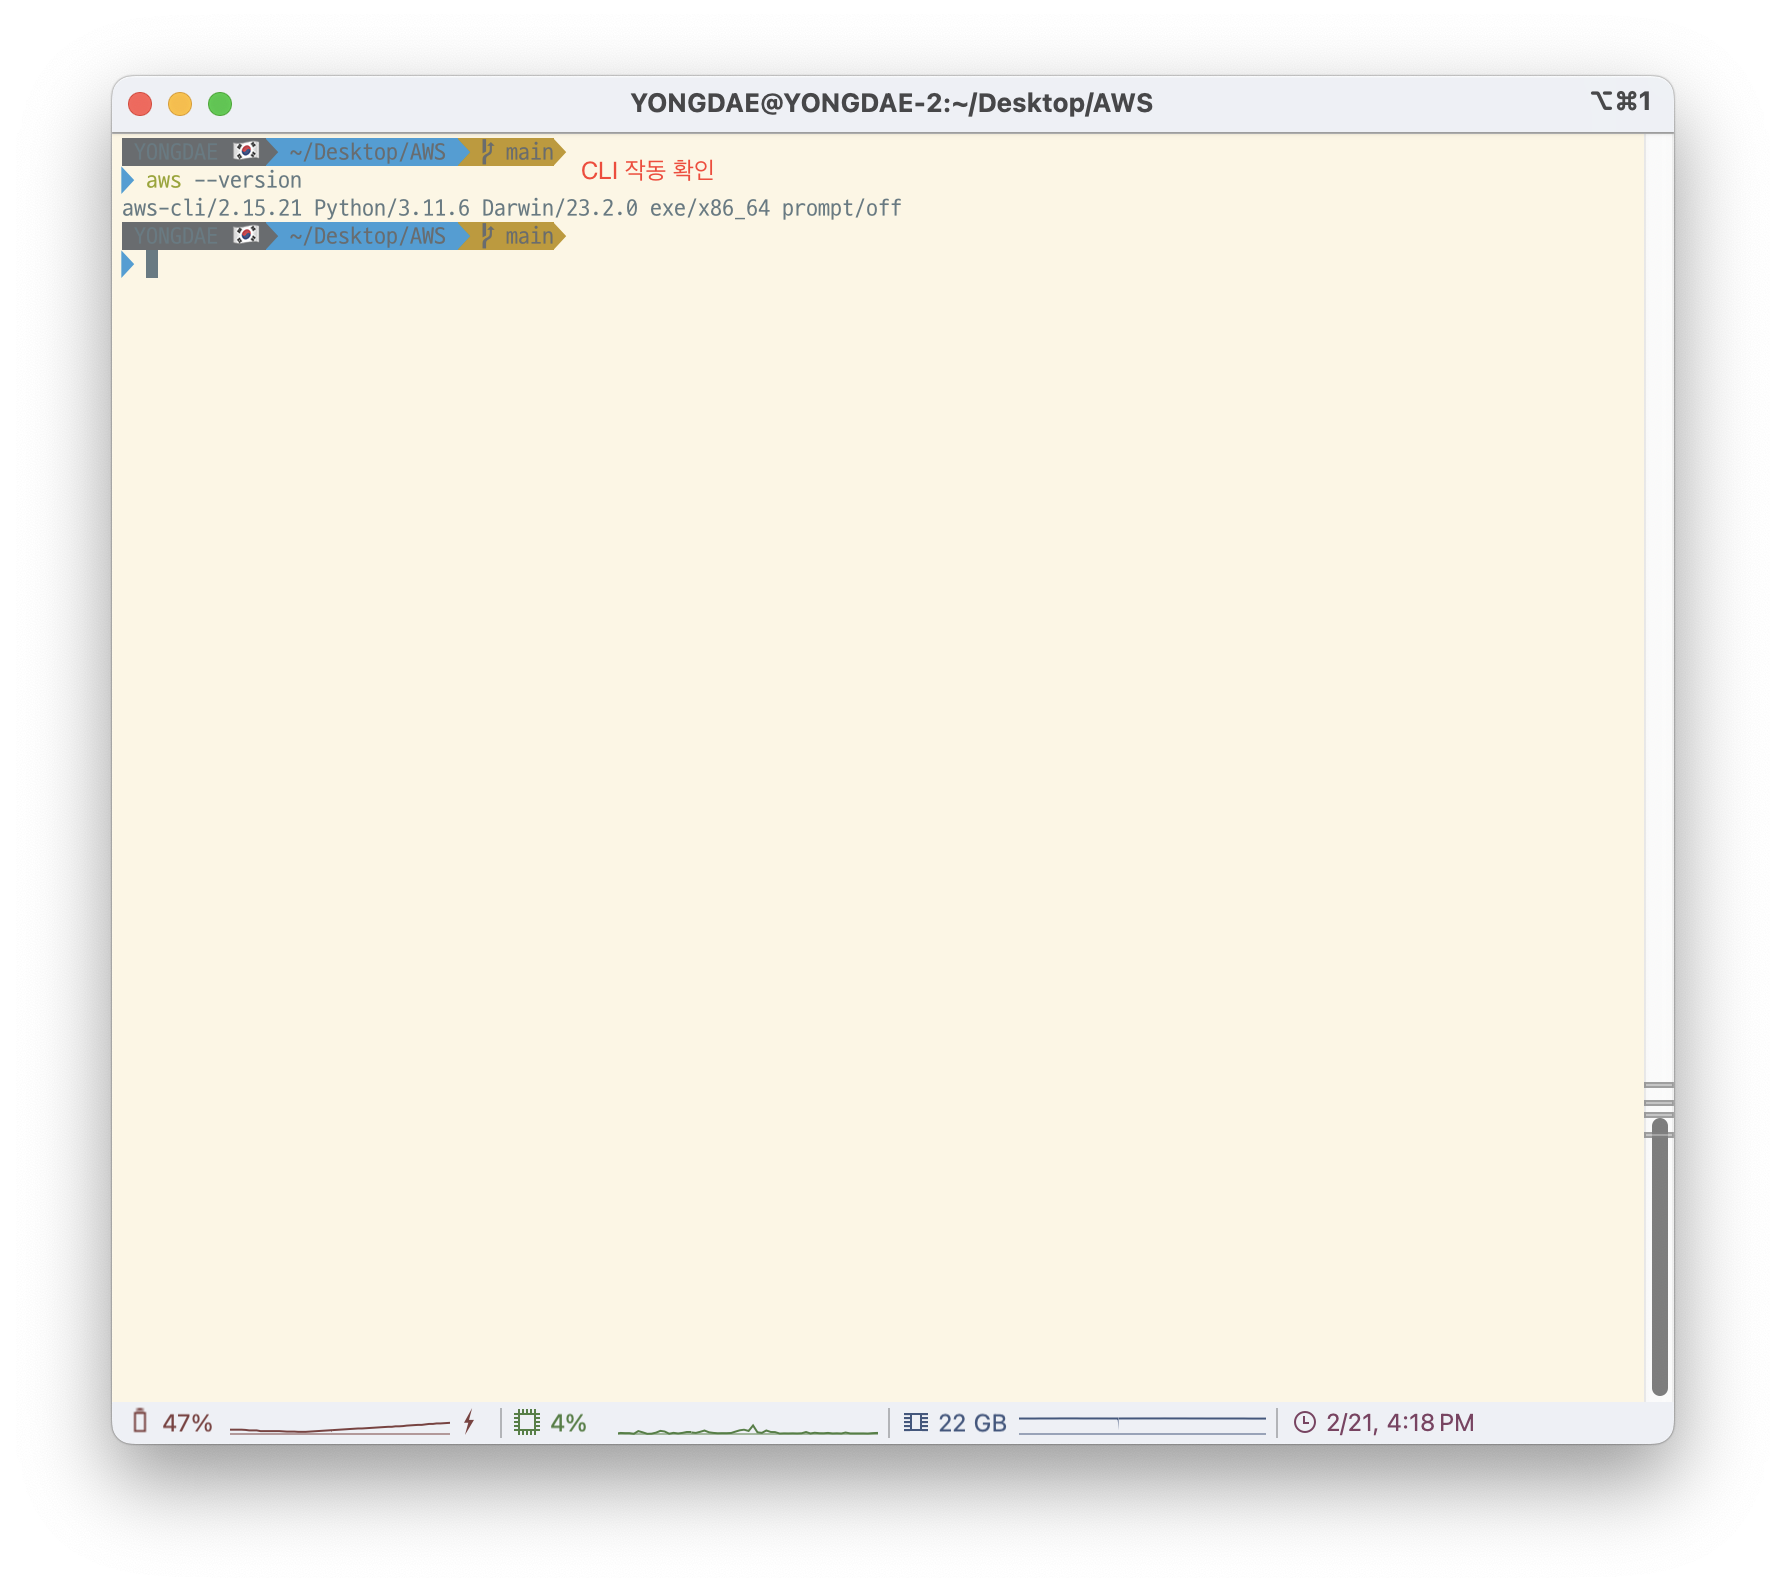 YONGDAE@YONGDAE-2:~/Desktop/AWS ⌥⌘1
YONGDAE 🇰🇷 ~/Desktop/AWS main
CLI 작동 확인
aws --version
aws-cli/2.15.21 Python/3.11.6 Darwin/23.2.0 exe/x86_64 prompt/off
YONGDAE 🇰🇷 ~/Desktop/AWS main
47% 4% 22 GB 2/21, 4:18 PM